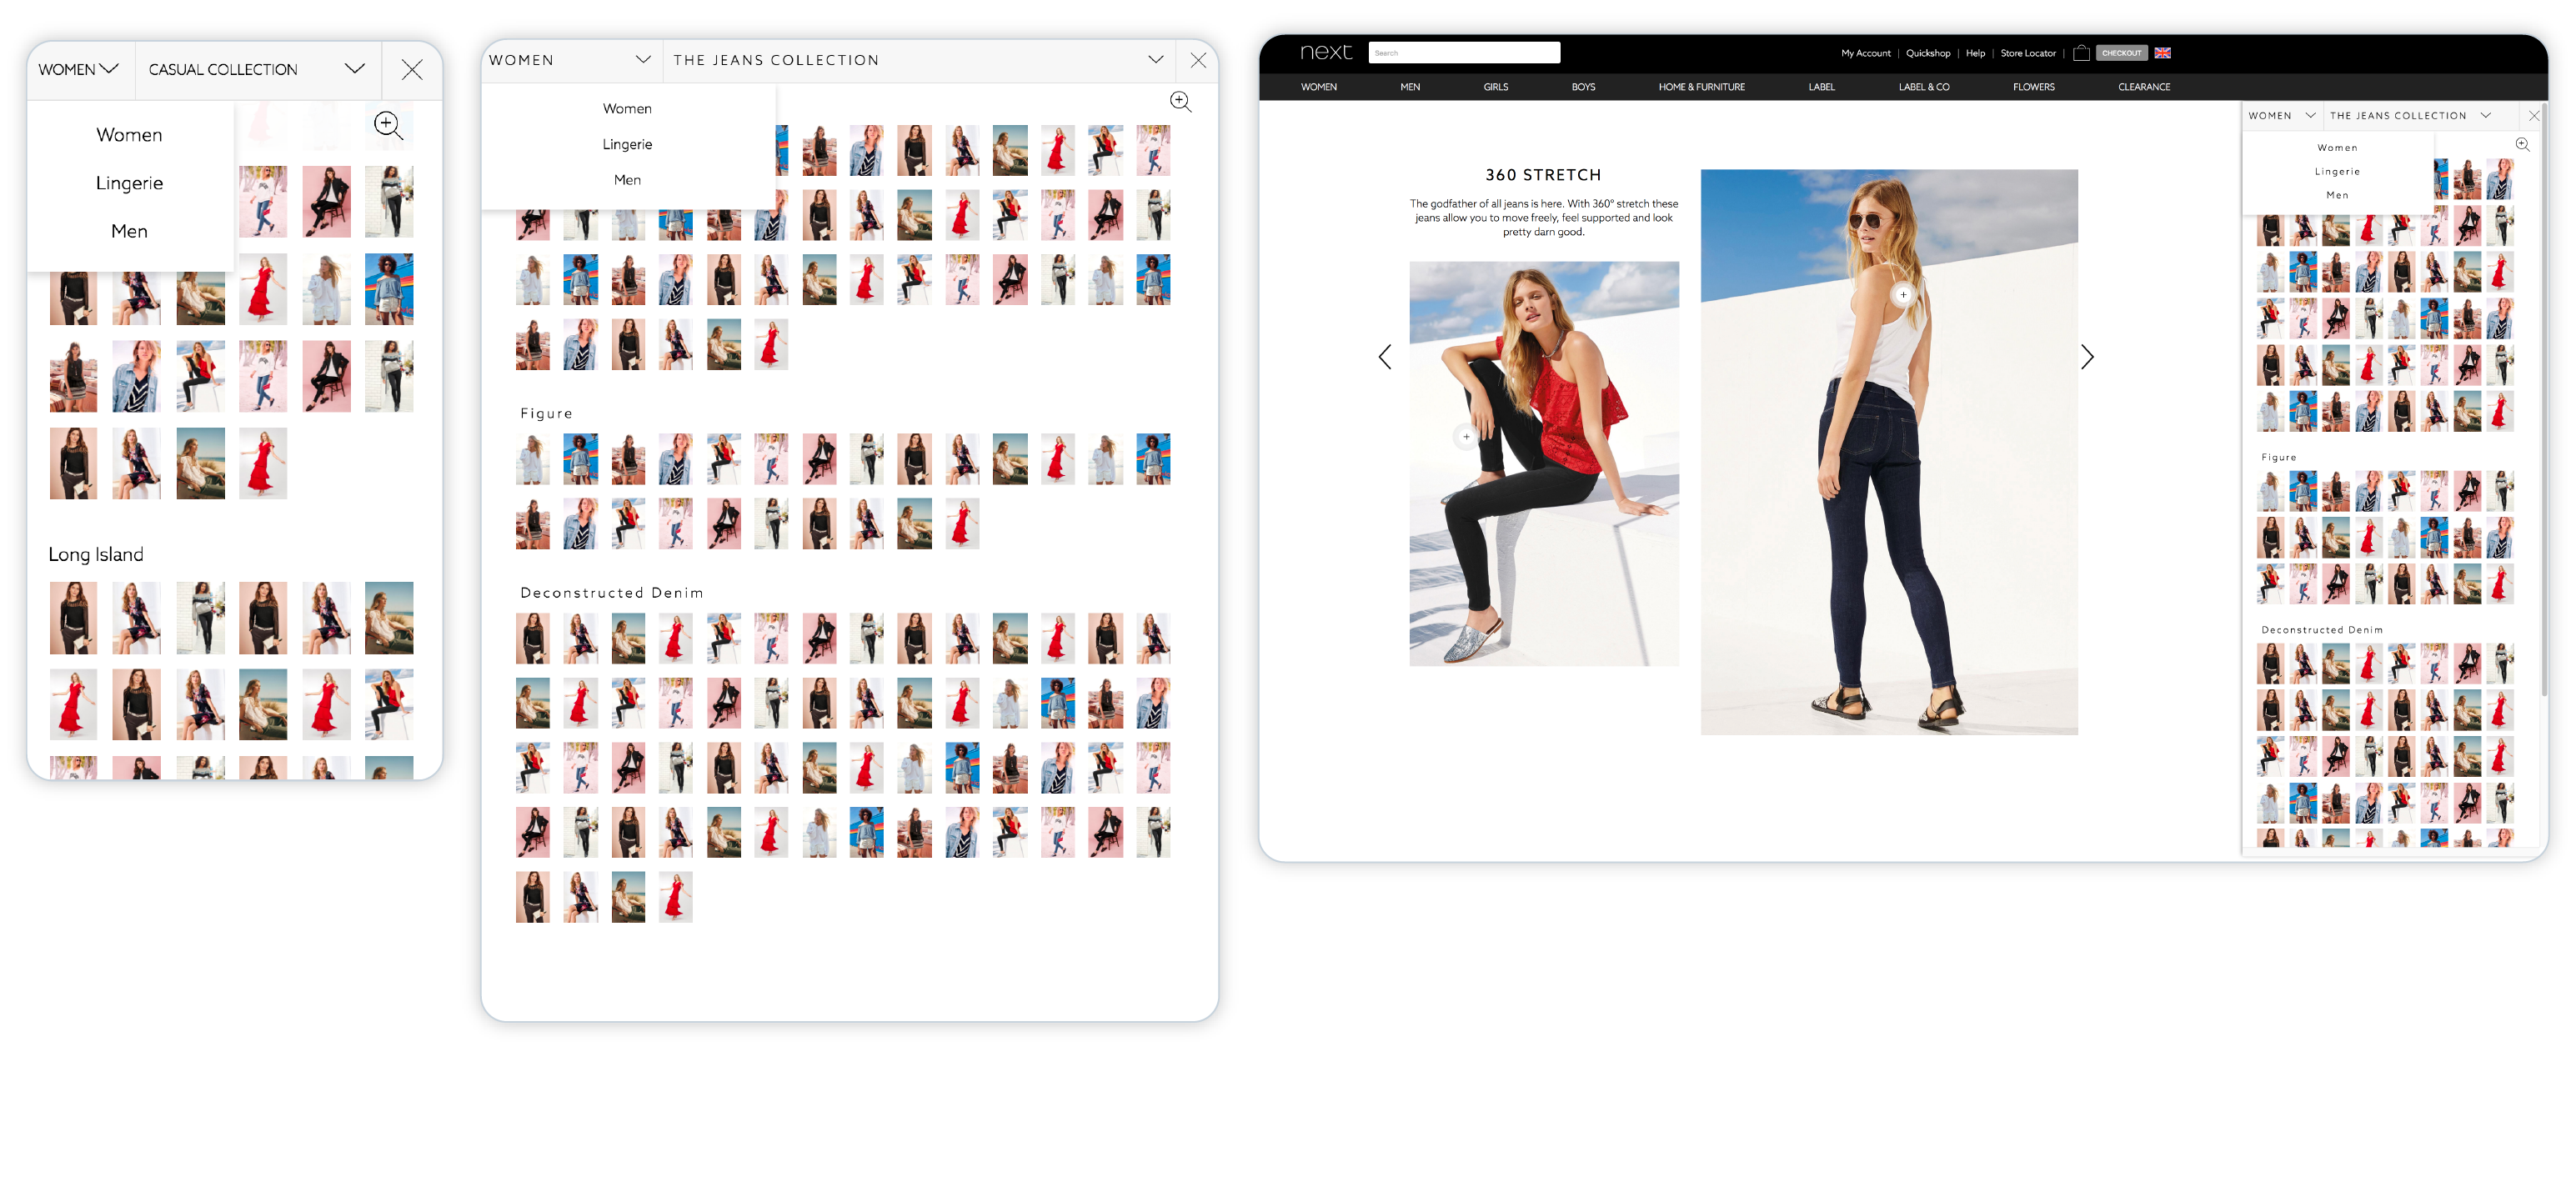 WOMEN
CASUAL COLLECTION
Women
Lingerie
Men
Long Island
WOMEN
THE JEANS COLLECTION
Women
Lingerie
Men
Figure
Deconstructed Denim
next
Search
My Account | Quickshop | Help | Store Locator |
CHECKOUT
WOMEN
MEN
GIRLS
BOYS
HOME & FURNITURE
LABEL
LABEL & CO
FLOWERS
CLEARANCE
360 STRETCH
The godfather of all jeans is here. With 360° stretch these
jeans allow you to move freely, feel supported and look
pretty darn good.
WOMEN
THE JEANS COLLECTION
Women
Lingerie
Men
Figure
Deconstructed Denim